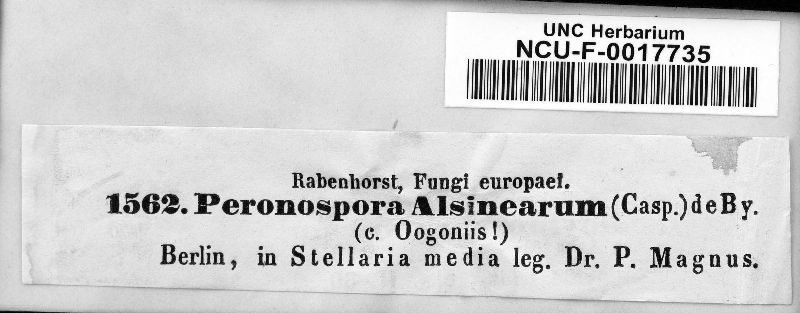 UNC Herbarium
NCU-F-0017735
Rabenhorst, Fungi europaei.
1562. Peronospora Alsinearum (Casp.) de By.
(c. Oogoniis!)
Berlin, in Stellaria media leg. Dr. P. Magnus.